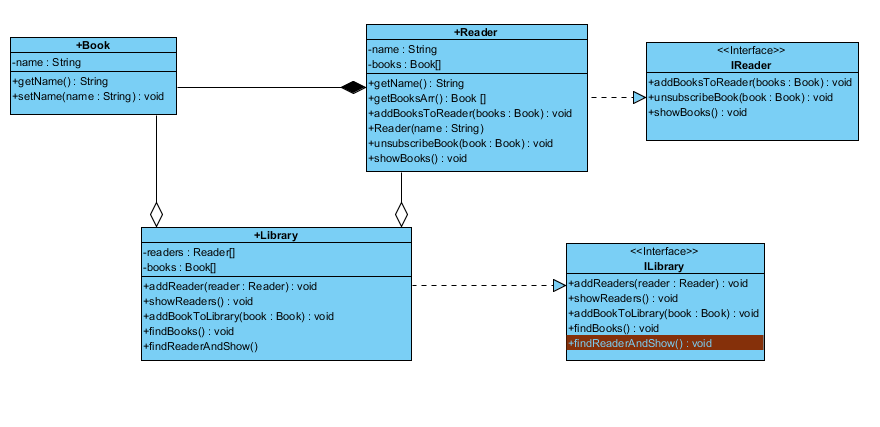 +Book
-name : String
+getName() : String
+setName(name : String) : void
+Reader
-name : String
-books : Book[]
+getName() : String
+getBooksArr() : Book []
+addBooksToReader(books : Book) : void
+Reader(name : String)
+unsubscribeBook(book : Book) : void
+showBooks() : void
<<Interface>>
IReader
+addBooksToReader(books : Book) : void
+unsubscribeBook(book : Book) : void
+showBooks() : void
+Library
-readers : Reader[]
-books : Book[]
+addReader(reader : Reader) : void
+showReaders() : void
+addBookToLibrary(book : Book) : void
+findBooks() : void
+findReaderAndShow()
<<Interface>>
ILibrary
+addReaders(reader : Reader) : void
+showReaders() : void
+addBookToLibrary(book : Book) : void
+findBooks() : void
+findReaderAndShow() : void